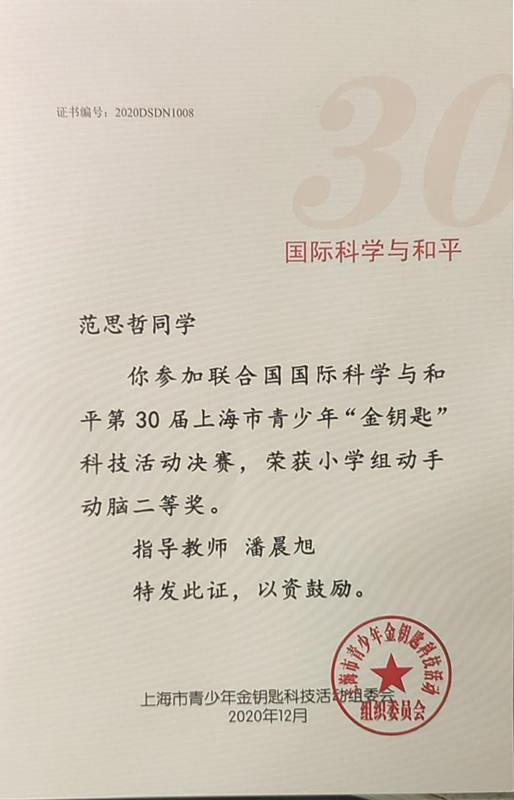 证书编号：2020DSDN1008
30
国际科学与和平
范思哲同学
你参加联合国国际科学与和
平第30届上海市青少年“金钥匙”
科技活动决赛，荣获小学组动手
动脑二等奖。
指导教师 潘晨旭
特发此证，以资鼓励。
上海市青少年金钥匙科技活动组委会
2020年12月
上海市青少年金钥匙科技活动
组织委员会